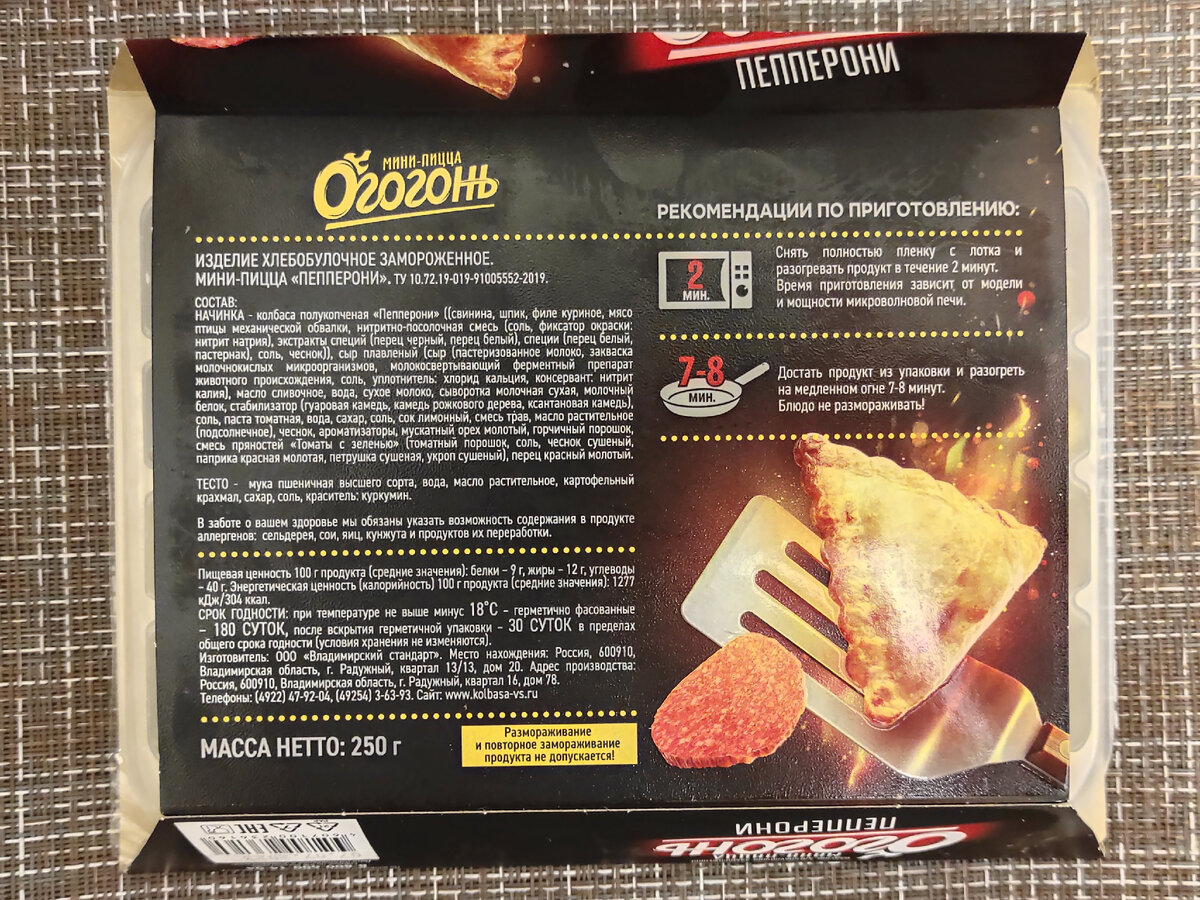 ПЕППЕРОНИ
МИНИ-ПИЦЦА
ОГОГОНЬ
ИЗДЕЛИЕ ХЛЕБОБУЛОЧНОЕ ЗАМОРОЖЕННОЕ.
МИНИ-ПИЦЦА «ПЕППЕРОНИ». ТУ 10.72.19-019-91005552-2019.
СОСТАВ:
НАЧИНКА - колбаса полукопченая «Пепперони» ((свинина, шпик, филе куриное, мясо
птицы механической обвалки, нитритно-посолочная смесь (соль, фиксатор окраски:
нитрит натрия), экстракты специй (перец черный, перец белый), специи (перец белый,
пастернак), соль, чеснок)), сыр плавленый (сыр (пастеризованное молоко, закваска
молочнокислых микроорганизмов, молокосвертывающий ферментный препарат
животного происхождения, соль, уплотнитель: хлорид кальция, консервант: нитрит
калия), масло сливочное, вода, сухое молоко, сыворотка молочная сухая, молочный
белок, стабилизатор (гуаровая камедь, камедь рожкового дерева, ксантановая камедь),
соль, паста томатная, вода, сахар, соль, сок лимонный, смесь трав, масло растительное
(подсолнечное), чеснок, ароматизаторы, мускатный орех молотый, горчичный порошок,
смесь пряностей «Томаты с зеленью» (томатный порошок, соль, чеснок сушеный,
паприка красная молотая, петрушка сушеная, укроп сушеный), перец красный молотый.
ТЕСТО - мука пшеничная высшего сорта, вода, масло растительное, картофельный
крахмал, сахар, соль, краситель: куркумин.
В заботе о вашем здоровье мы обязаны указать возможность содержания в продукте
аллергенов: сельдерея, сои, яиц, кунжута и продуктов их переработки.
Пищевая ценность 100 г продукта (средние значения): белки - 9 г, жиры - 12 г, углеводы
- 40 г. Энергетическая ценность (калорийность) 100 г продукта (средние значения): 1277
кДж/304 ккал.
СРОК ГОДНОСТИ: при температуре не выше минус 18°С - герметично фасованные
- 180 СУТОК, после вскрытия герметичной упаковки - 30 СУТОК в пределах
общего срока годности (условия хранения не изменяются).
Изготовитель: ООО «Владимирский стандарт». Место нахождения: Россия, 600910,
Владимирская область, г. Радужный, квартал 13/13, дом 20. Адрес производства:
Россия, 600910, Владимирская область, г. Радужный, квартал 16, дом 78.
Телефоны: (4922) 47-92-04, (49254) 3-63-93. Сайт: www.kolbasa-vs.ru
МАССА НЕТТО: 250 г
Размораживание
и повторное замораживание
продукта не допускается!
РЕКОМЕНДАЦИИ ПО ПРИГОТОВЛЕНИЮ:
2
МИН.
Снять полностью пленку с лотка и
разогревать продукт в течение 2 минут.
Время приготовления зависит от модели
и мощности микроволновой печи.
7-8
МИН.
Достать продукт из упаковки и разогреть
на медленном огне 7-8 минут.
Блюдо не размораживать!
EAC
ПЕППЕРОНИ
ОГОГОНЬ